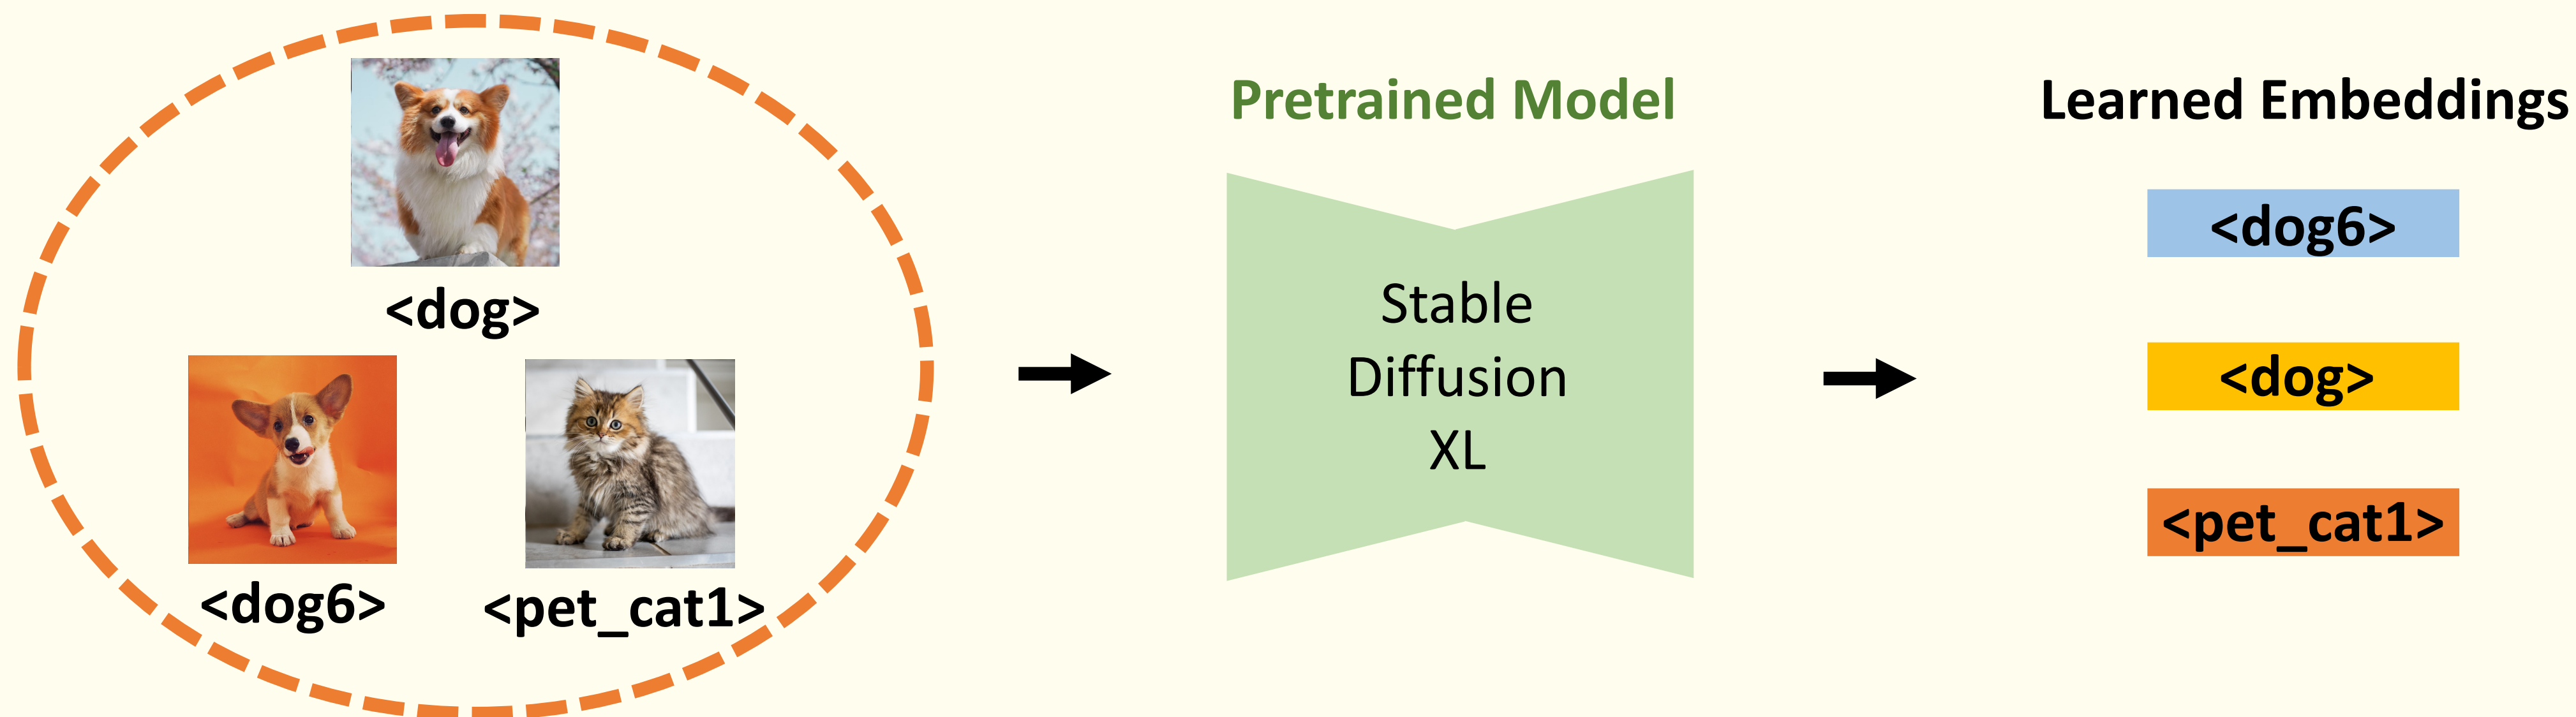 <dog>
<dog6>
<pet_cat1>
Pretrained Model
Stable
Diffusion
XL
Learned Embeddings
<dog6>
<dog>
<pet_cat1>